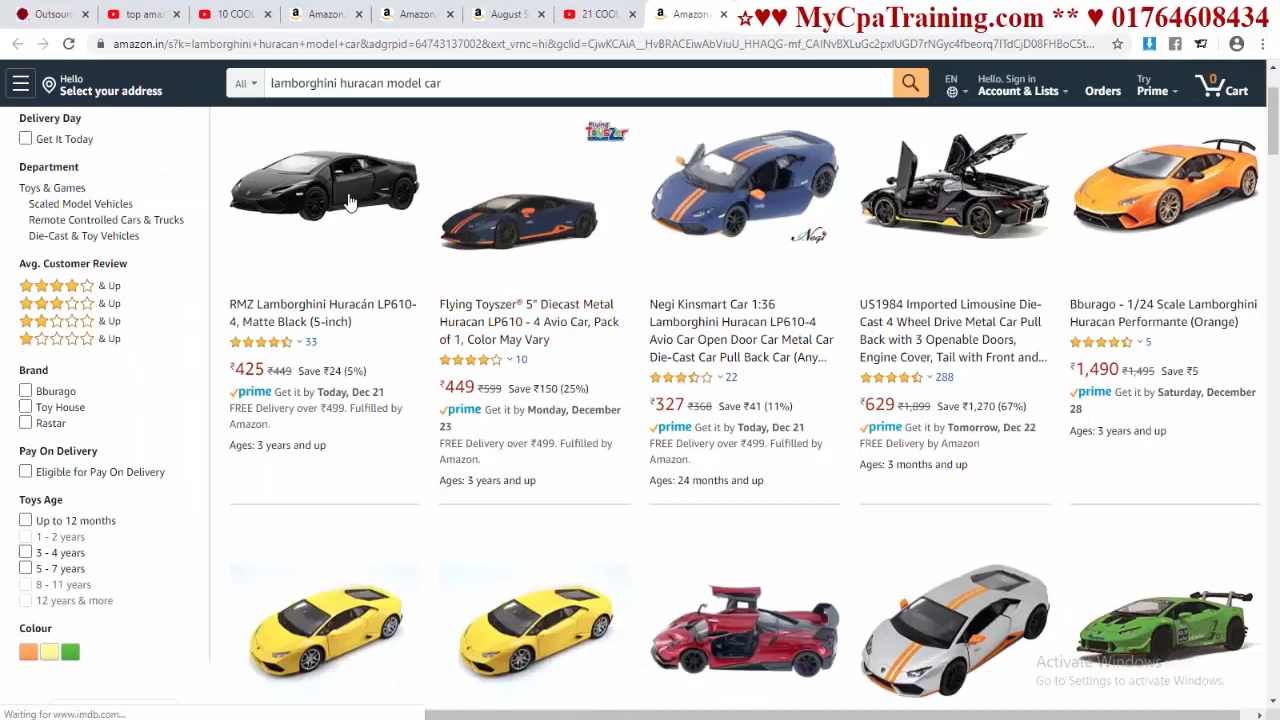 Outsour
top ama
10 COOL
Amazon.
Amazon.
August 5
21 COOL
Amazon.
☆♥♥ MyCpaTraining.com ** ♥ 01764608434
Hello
Select your address
All
lamborghini huracan model car
EN
Hello. Sign in
Account & Lists
Orders
Try
Prime
0
Cart
Delivery Day
Get It Today
Department
Toys & Games
Scaled Model Vehicles
Remote Controlled Cars & Trucks
Die-Cast & Toy Vehicles
Avg. Customer Review
& Up
& Up
& Up
& Up
Brand
Bburago
Toy House
Rastar
Pay On Delivery
Eligible for Pay On Delivery
Toys Age
Up to 12 months
1 - 2 years
3 - 4 years
5 - 7 years
8 - 11 years
12 years & more
Colour
RMZ Lamborghini Huracán LP610-
4, Matte Black (5-inch)
33
₹425 ₹449 Save ₹24 (5%)
prime Get it by Today, Dec 21
FREE Delivery over ₹499. Fulfilled by
Amazon.
Ages: 3 years and up
Flying Toyszer
Flying Toyszer® 5" Diecast Metal
Huracan LP610 - 4 Avio Car, Pack
of 1, Color May Vary
10
₹449 ₹599 Save ₹150 (25%)
prime Get it by Monday, December
23
FREE Delivery over ₹499. Fulfilled by
Amazon.
Ages: 3 years and up
Negi
Negi Kinsmart Car 1:36
Lamborghini Huracan LP610-4
Avio Car Open Door Car Metal Car
Die-Cast Car Pull Back Car (Any...
22
₹327 ₹368 Save ₹41 (11%)
prime Get it by Today, Dec 21
FREE Delivery over ₹499. Fulfilled by
Amazon.
Ages: 24 months and up
US1984 Imported Limousine Die-
Cast 4 Wheel Drive Metal Car Pull
Back with 3 Openable Doors,
Engine Cover, Tail with Front and...
288
₹629 ₹1,899 Save ₹1,270 (67%)
prime Get it by Tomorrow, Dec 22
FREE Delivery by Amazon
Ages: 3 months and up
Bburago - 1/24 Scale Lamborghini
Huracan Performante (Orange)
5
₹1,490 ₹1,495 Save ₹5
prime Get it by Saturday, December
28
Ages: 3 years and up
Activate Windows
Go to Settings to activate Windows.
Waiting for www.imdb.com...